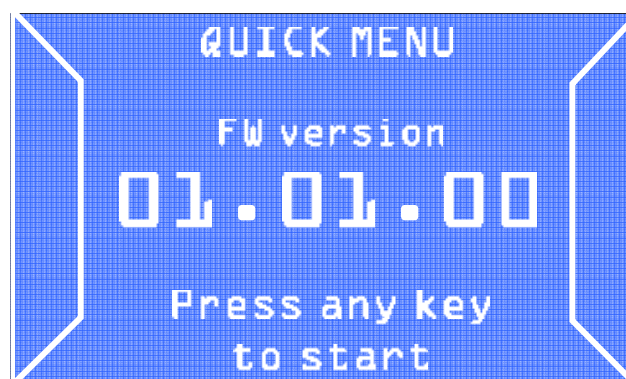 QUICK MENU
FW version
01.01.00
Press any key
to start